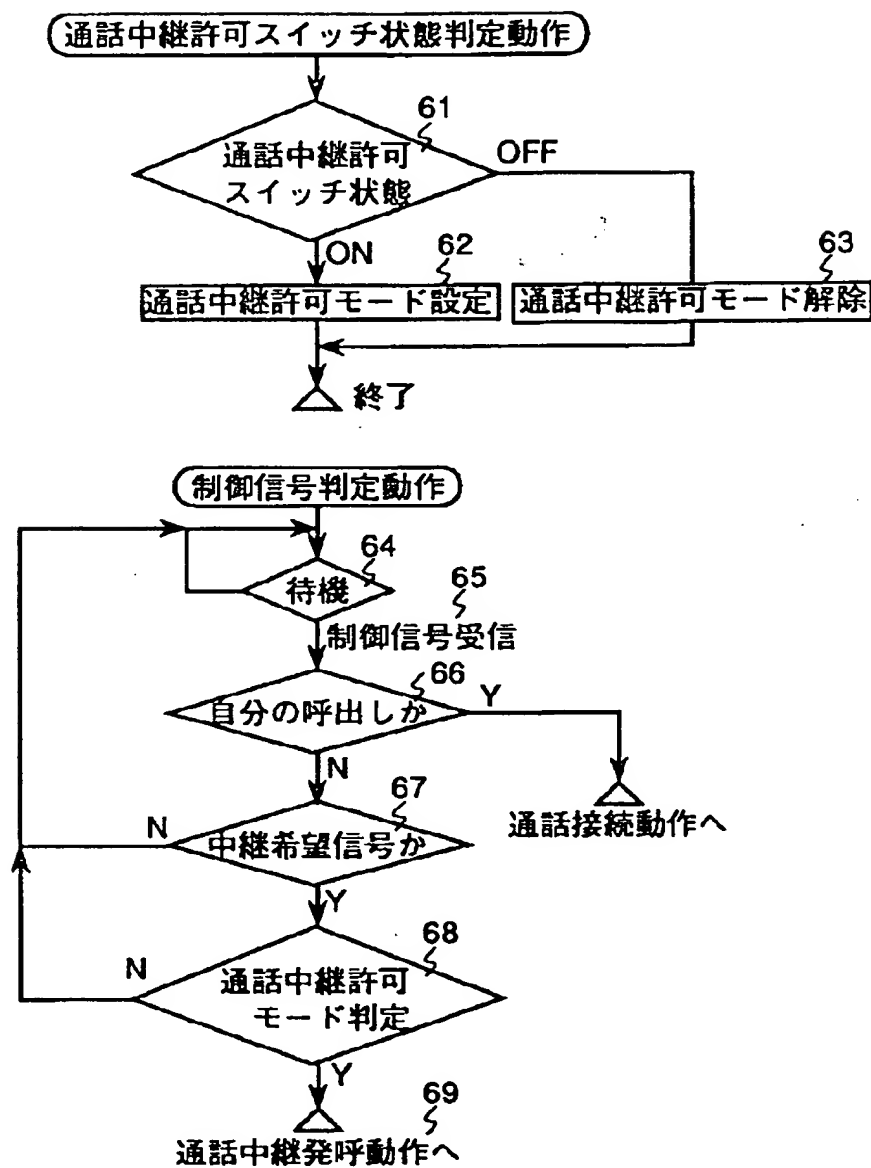 通話中継許可スイッチ状態判定動作
61
通話中継許可
スイッチ状態
OFF
ON
62
63
通話中継許可モード設定
通話中継許可モード解除
終了
制御信号判定動作
64
待機
65
制御信号受信
66
自分の呼出しか
Y
N
通話接続動作へ
67
N
中継希望信号か
Y
68
N
通話中継許可
モード判定
Y
69
通話中継発呼動作へ